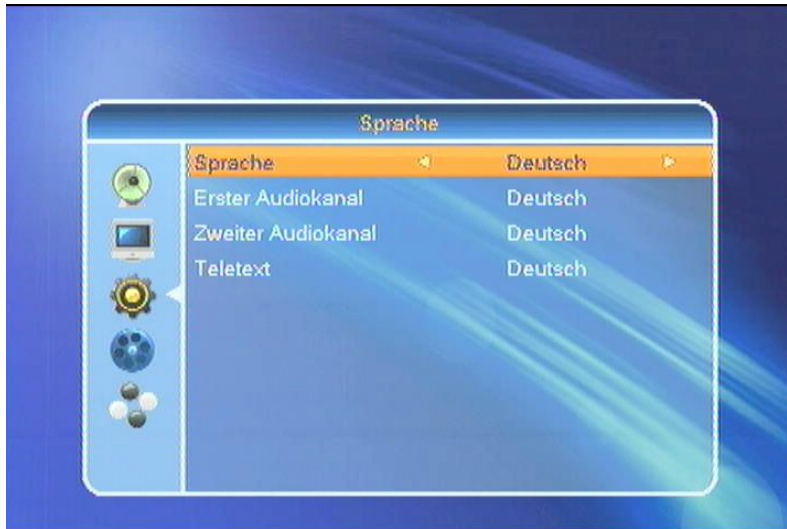 Sprache
Sprache Deutsch
Erster Audiokanal Deutsch
Zweiter Audiokanal Deutsch
Teletext Deutsch